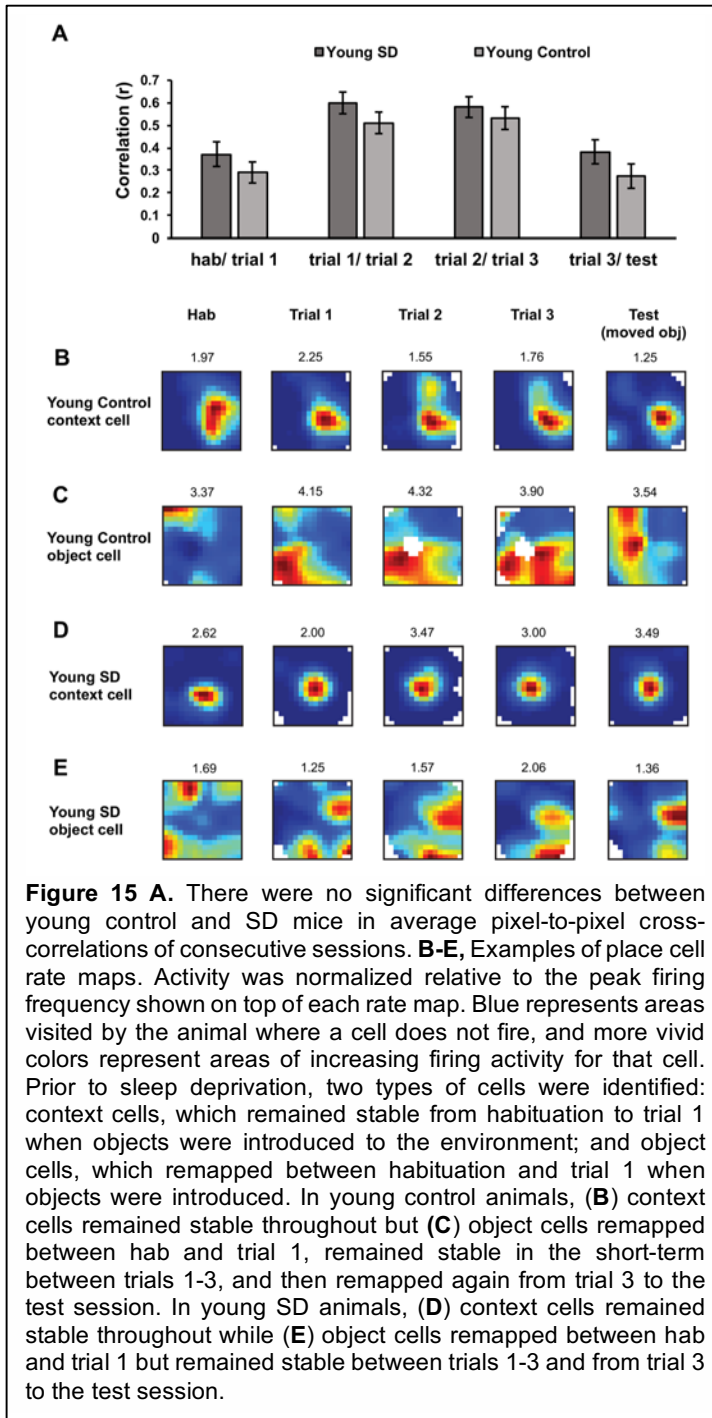 A
Young SD Young Control
Correlation (r)
0.7
0.6
0.5
0.4
0.3
0.2
0.1
0
hab/ trial 1 trial 1/ trial 2 trial 2/ trial 3 trial 3/ test
Hab Trial 1 Trial 2 Trial 3 Test
(moved obj)
B
1.97 2.25 1.55 1.76 1.25
Young Control
context cell
C
3.37 4.15 4.32 3.90 3.54
Young Control
object cell
D
2.62 2.00 3.47 3.00 3.49
Young SD
context cell
E
1.69 1.25 1.57 2.06 1.36
Young SD
object cell
Figure 15 A. There were no significant differences between
young control and SD mice in average pixel-to-pixel cross-
correlations of consecutive sessions. B-E, Examples of place cell
rate maps. Activity was normalized relative to the peak firing
frequency shown on top of each rate map. Blue represents areas
visited by the animal where a cell does not fire, and more vivid
colors represent areas of increasing firing activity for that cell.
Prior to sleep deprivation, two types of cells were identified:
context cells, which remained stable from habituation to trial 1
when objects were introduced to the environment; and object
cells, which remapped between habituation and trial 1 when
objects were introduced. In young control animals, (B) context
cells remained stable throughout but (C) object cells remapped
between hab and trial 1, remained stable in the short-term
between trials 1-3, and then remapped again from trial 3 to the
test session. In young SD animals, (D) context cells remained
stable throughout while (E) object cells remapped between hab
and trial 1 but remained stable between trials 1-3 and from trial 3
to the test session.